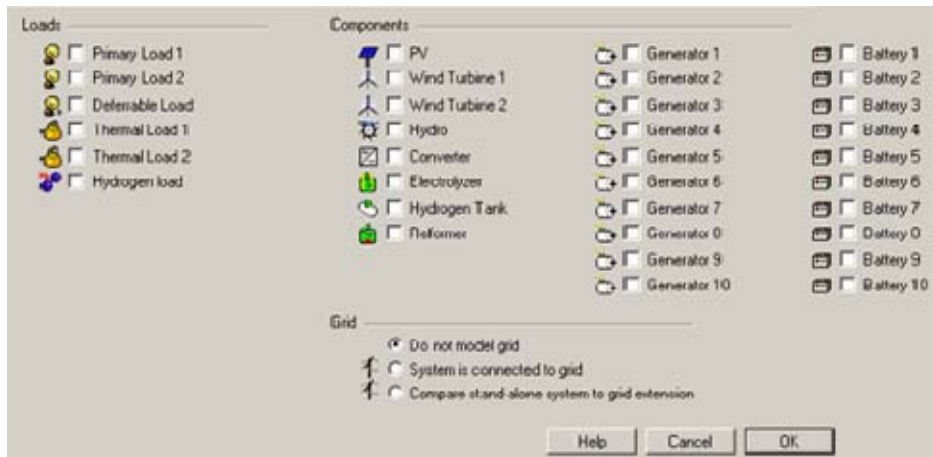 Loads
Primary Load 1
Primary Load 2
Deferrable Load
Thermal Load 1
Thermal Load 2
Hydrogen load
Components
PV
Wind Turbine 1
Wind Turbine 2
Hydro
Converter
Electrolyzer
Hydrogen Tank
Reformer
Generator 1
Generator 2
Generator 3
Generator 4
Generator 5
Generator 6
Generator 7
Generator 8
Generator 9
Generator 10
Battery 1
Battery 2
Battery 3
Battery 4
Battery 5
Battery 6
Battery 7
Battery 8
Battery 9
Battery 10
Grid
Do not model grid
System is connected to grid
Compare stand-alone system to grid extension
Help
Cancel
OK